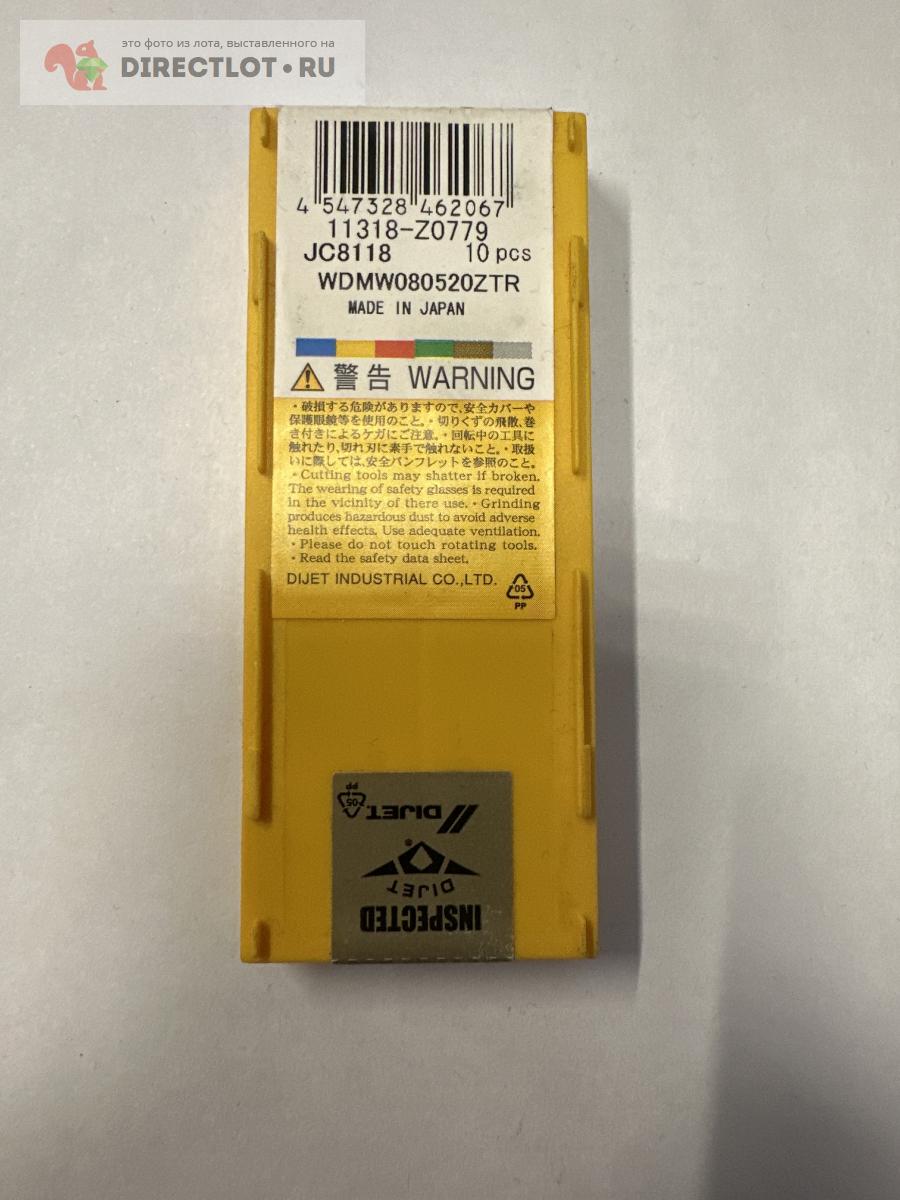 это фото из лота, выставленного на
DIRECTLOT•RU
4 547328 462067
11318-Z0779
JC8118 10 pcs
WDMW080520ZTR
MADE IN JAPAN
警告 WARNING
・破損する危険がありますので、安全カバーや
保護眼鏡等を使用のこと。・切りくずの飛散、巻
き付きによるケガにご注意。・回転中の工具に
触れたり、切れ刃に素手で触れないこと。・取扱
いに際しては、安全パンフレットを参照のこと。
・Cutting tools may shatter if broken.
The wearing of safety glasses is required
in the vicinity of there use.・Grinding
produces hazardous dust to avoid adverse
health effects. Use adequate ventilation.
・Please do not touch rotating tools.
・Read the safety data sheet.
DIJET INDUSTRIAL CO.,LTD.
05
PP
INSPECTED
DIJET
®
DIJET.
05
PP